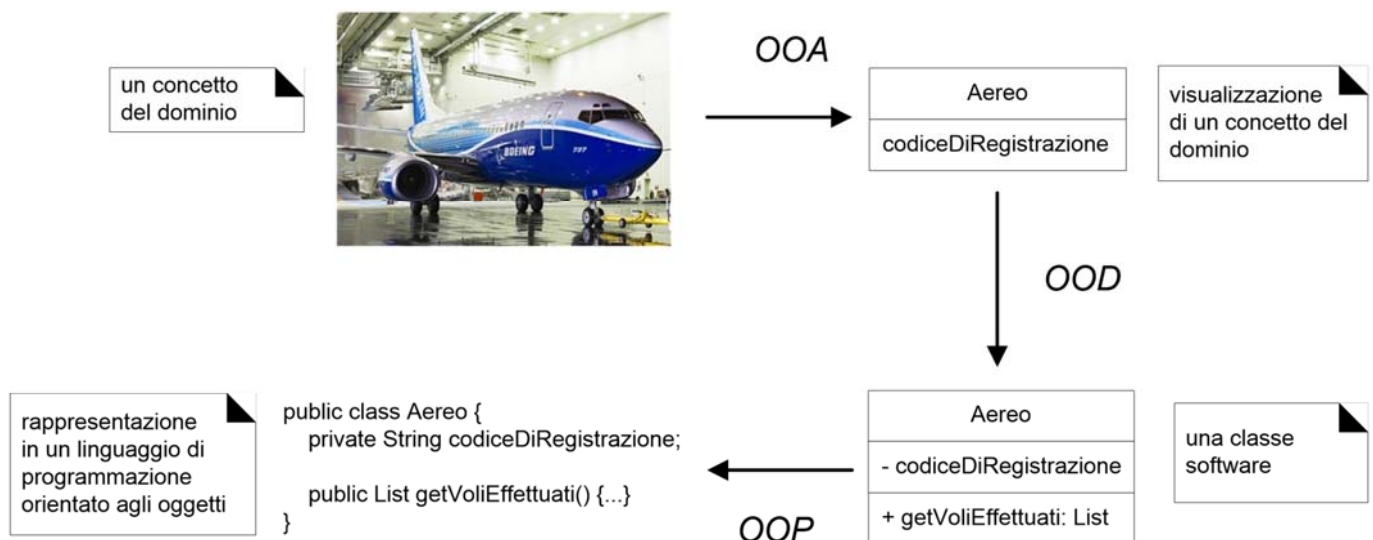 un concetto
del dominio
BOEING 737
OOA
Aereo
codiceDiRegistrazione
visualizzazione
di un concetto del
dominio
OOD
Aereo
- codiceDiRegistrazione
+ getVoliEffettuati: List
una classe
software
OOP
public class Aereo {
private String codiceDiRegistrazione;
public List getVoliEffettuati() {...}
}
rappresentazione
in un linguaggio di
programmazione
orientato agli oggetti